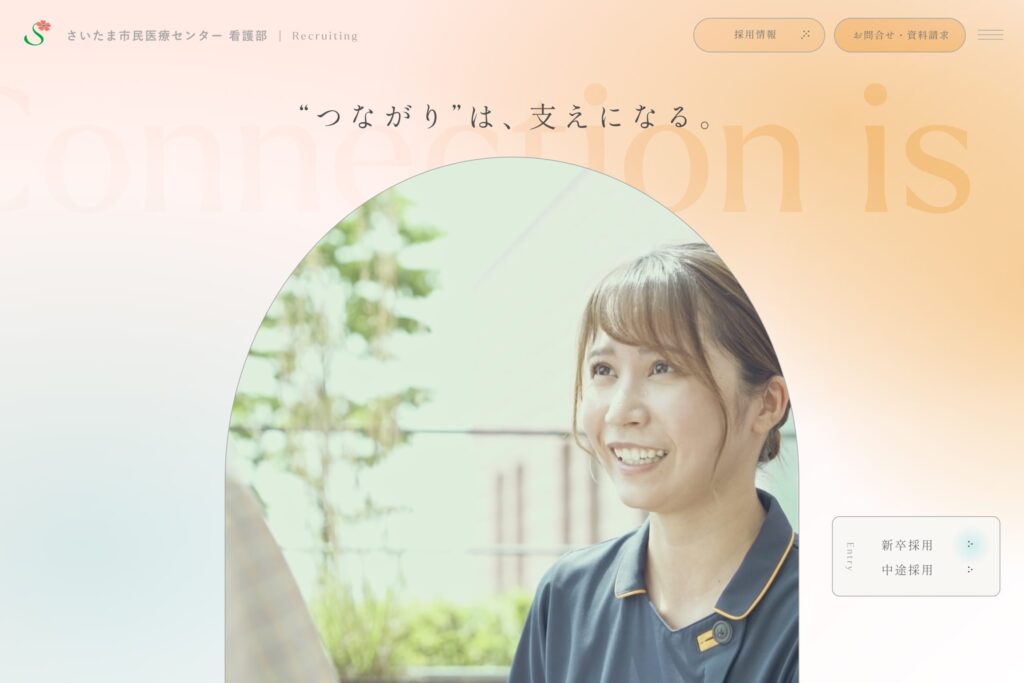 さいたま市民医療センター 看護部 | Recruiting
採用情報
お問合せ・資料請求
“つながり”は、支えになる。
Connection is
Entry
新卒採用
中途採用